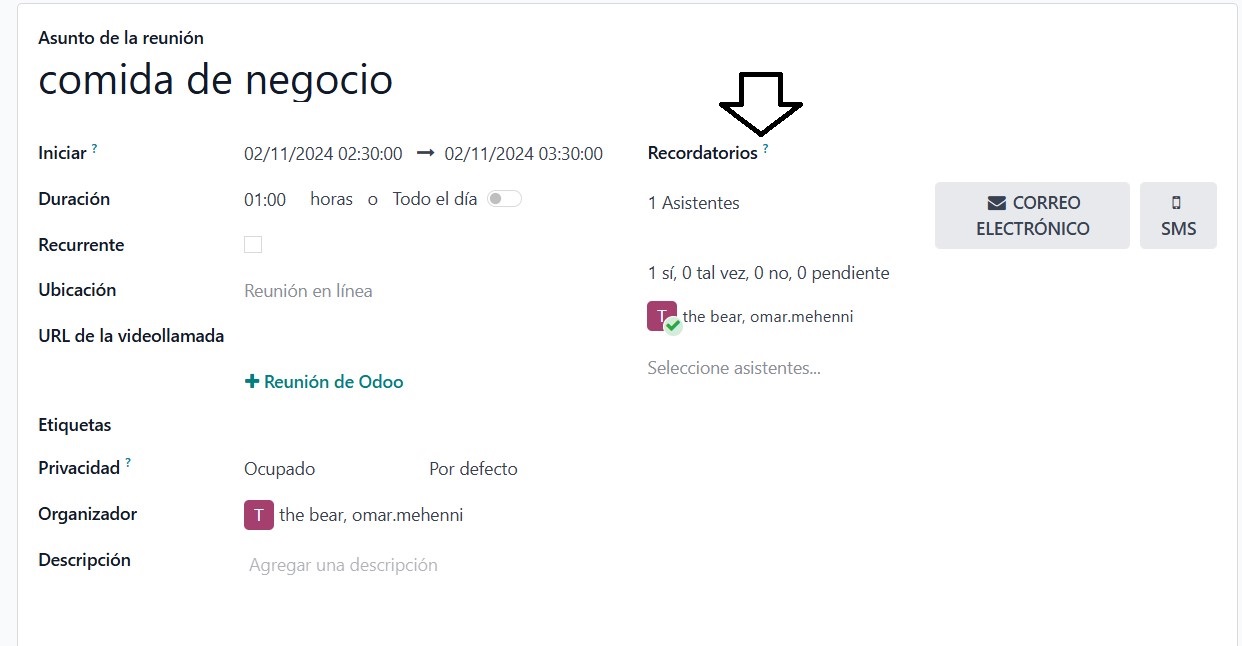 Asunto de la reunión
comida de negocio
Iniciar ? 02/11/2024 02:30:00 → 02/11/2024 03:30:00
Duración 01:00 horas o Todo el día
Recurrente
Ubicación Reunión en línea
URL de la videollamada
+ Reunión de Odoo
Etiquetas
Privacidad ? Ocupado Por defecto
Organizador T the bear, omar.mehenni
Descripción Agregar una descripción
Recordatorios ?
1 Asistentes
CORREO
ELECTRÓNICO
SMS
1 sí, 0 tal vez, 0 no, 0 pendiente
T the bear, omar.mehenni
Seleccione asistentes...